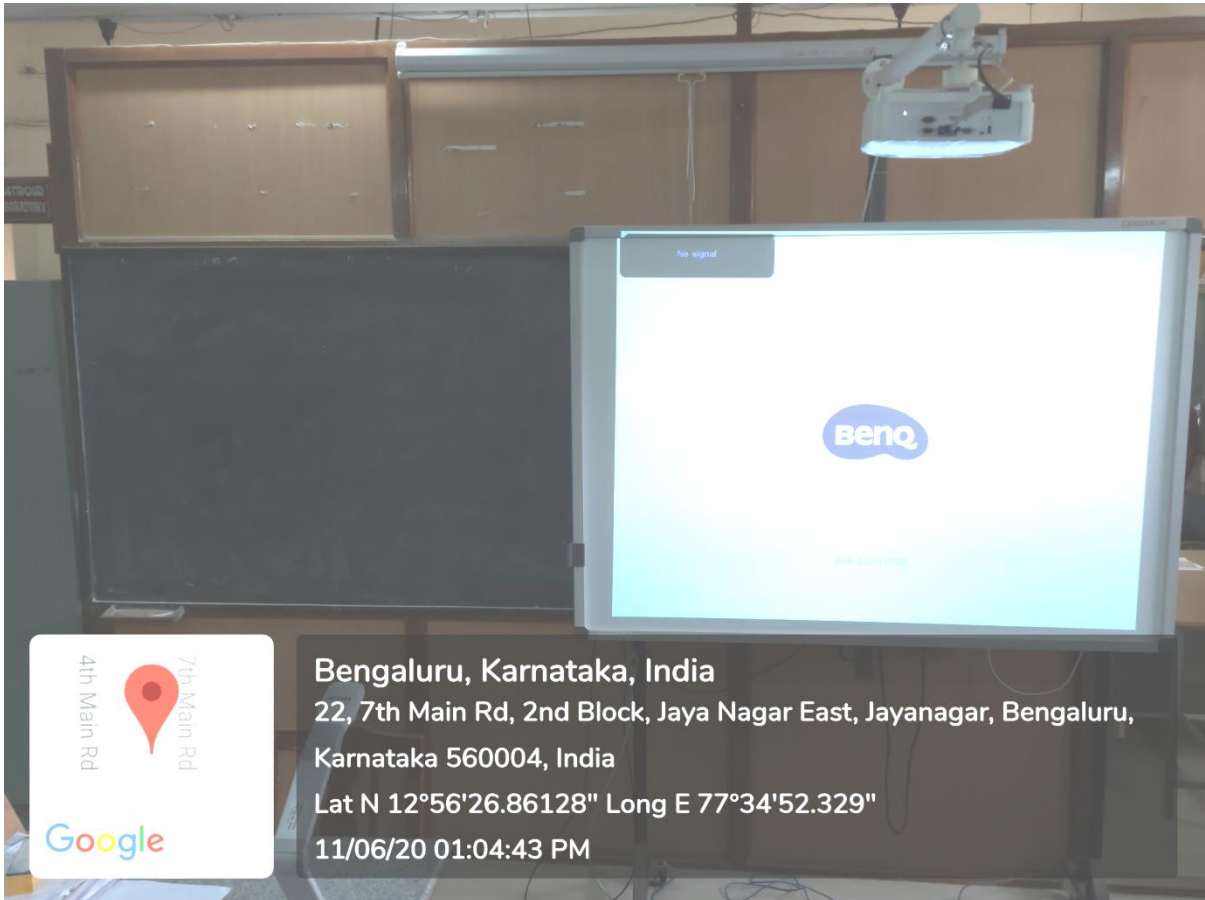 No signal
BenQ
4th Main Rd
7th Main Rd
Google
Bengaluru, Karnataka, India
22, 7th Main Rd, 2nd Block, Jaya Nagar East, Jayanagar, Bengaluru,
Karnataka 560004, India
Lat N 12°56'26.86128" Long E 77°34'52.329"
11/06/20 01:04:43 PM